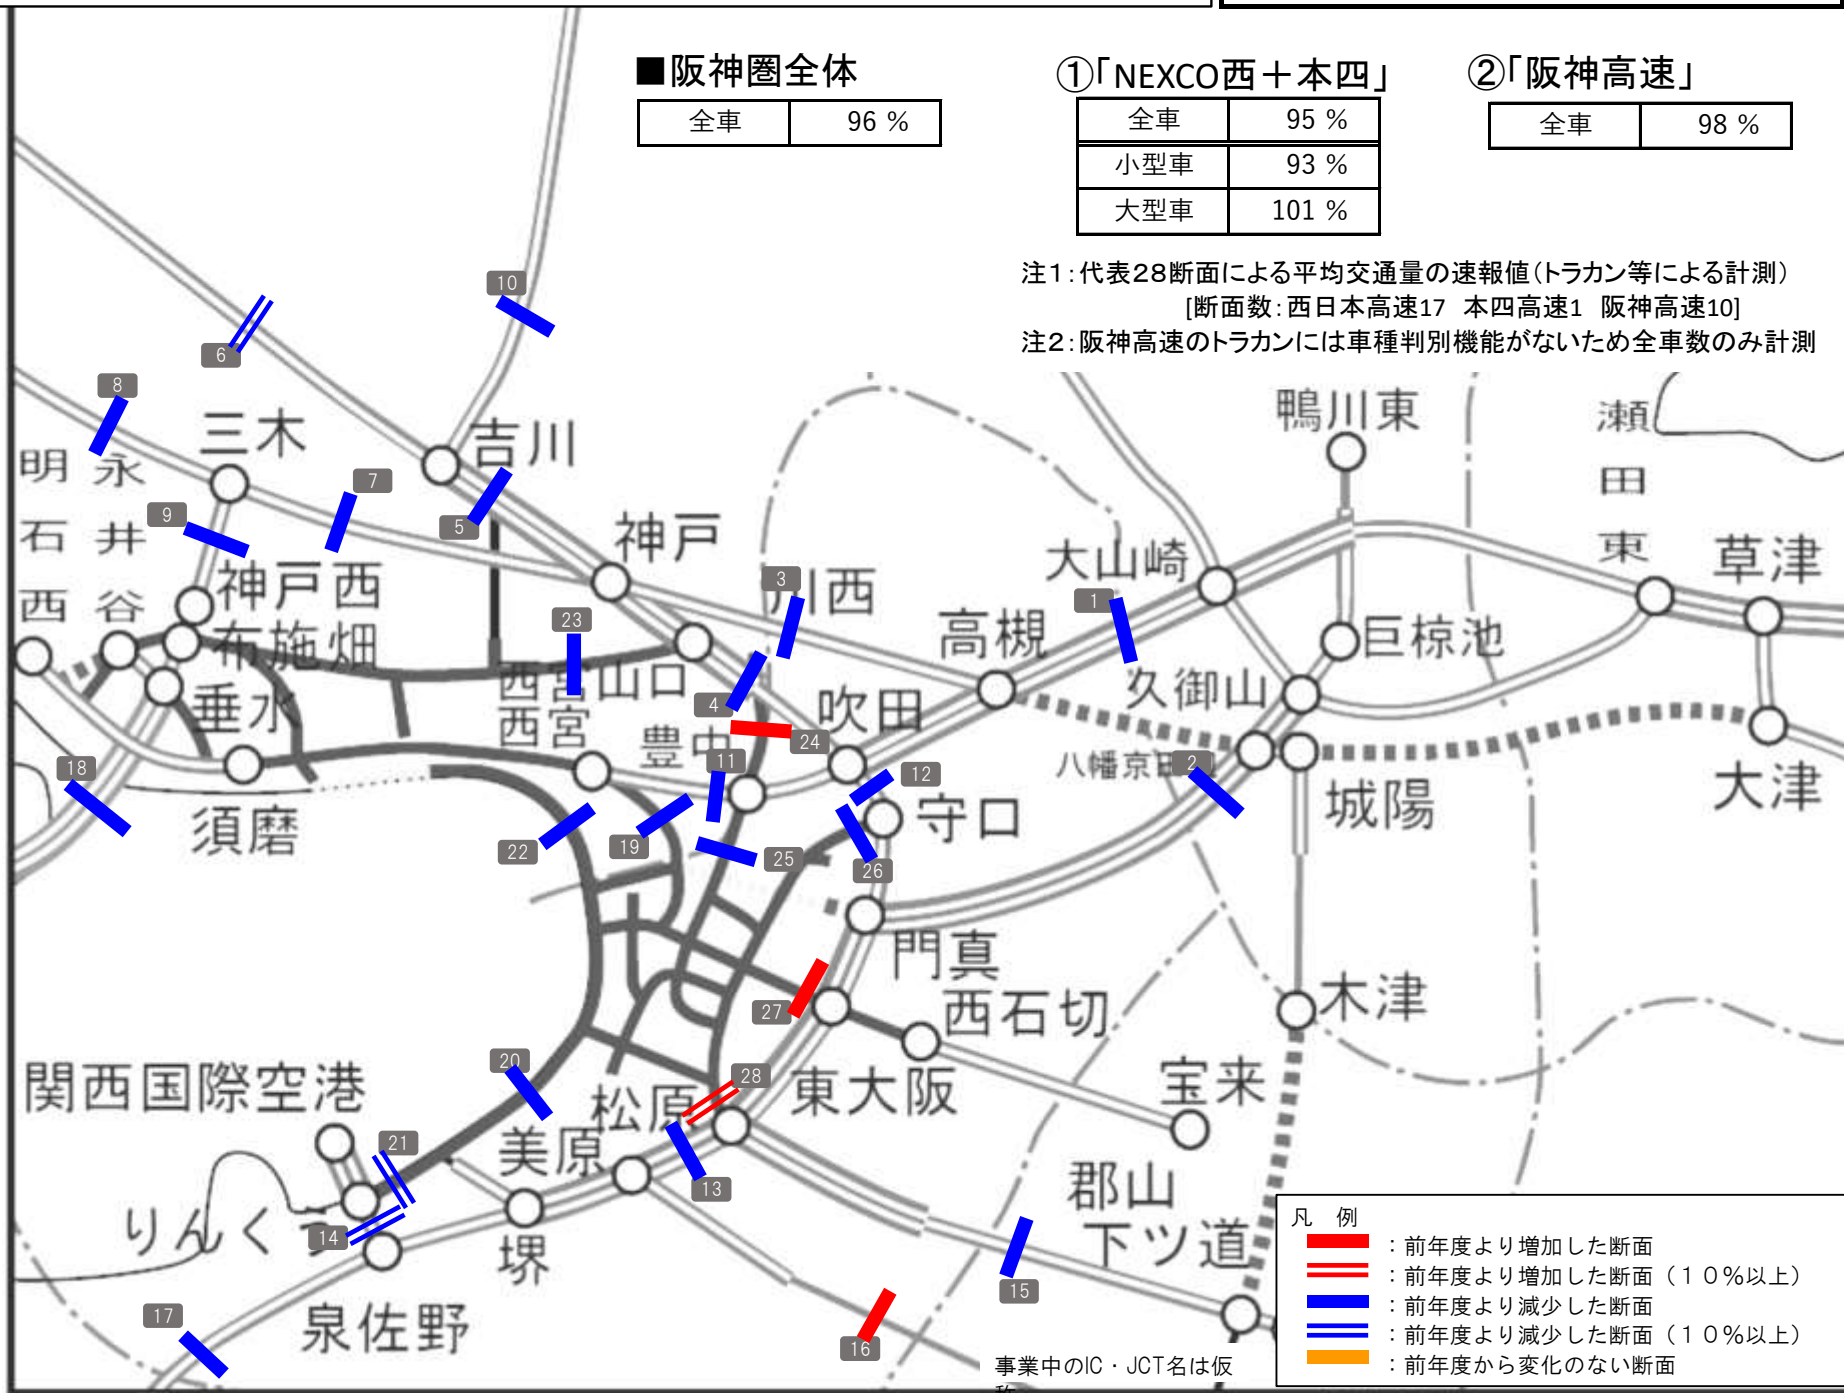 ■阪神圏全体
全車 96 %
①「NEXCO西＋本四」
全車 95 %
小型車 93 %
大型車 101 %
②「阪神高速」
全車 98 %
注1：代表28断面による平均交通量の速報値（トラカン等による計測）
［断面数：西日本高速17 本四高速1 阪神高速10］
注2：阪神高速のトラカンには車種判別機能がないため全車数のみ計測
10
6
8
三木
吉川
鴨川東
瀬田東
明石西
永井谷
7
9
5
神戸
大山崎
草津
3
川西
1
神戸西
23
高槻
巨椋池
布施畑
西宮山口
久御山
垂水
4
吹田
西宮
豊中
24
18
11
12
2
大津
城陽
須磨
守口
22
19
25
26
門真
木津
27
西石切
関西国際空港
20
28
松原
東大阪
宝来
21
美原
13
郡山下ツ道
りんくう
14
堺
15
17
泉佐野
16
事業中のIC・JCT名は仮
凡 例
：前年度より増加した断面
：前年度より増加した断面（１０％以上）
：前年度より減少した断面
：前年度より減少した断面（１０％以上）
：前年度から変化のない断面